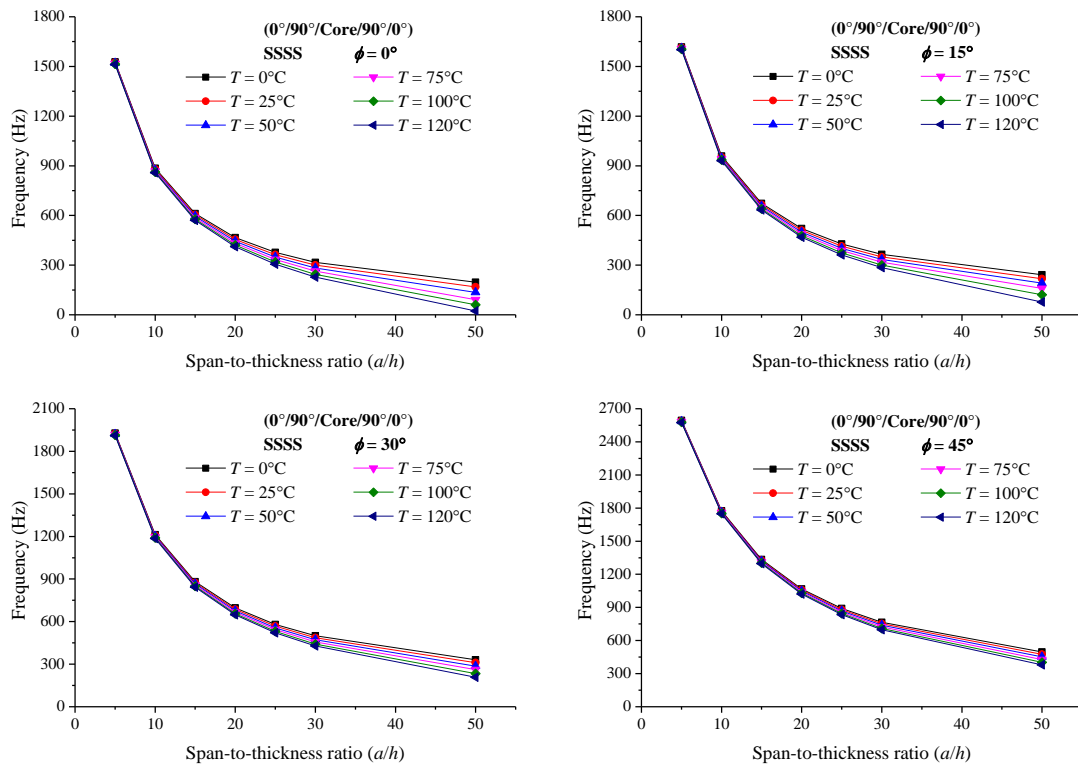 (0°/90°/Core/90°/0°)
SSSS ϕ = 0°
T = 0°C T = 75°C
T = 25°C T = 100°C
T = 50°C T = 120°C
Frequency (Hz)
1800
1500
1200
900
600
300
0
0 10 20 30 40 50
Span-to-thickness ratio (a/h)
(0°/90°/Core/90°/0°)
SSSS ϕ = 15°
T = 0°C T = 75°C
T = 25°C T = 100°C
T = 50°C T = 120°C
Frequency (Hz)
1800
1500
1200
900
600
300
0
0 10 20 30 40 50
Span-to-thickness ratio (a/h)
(0°/90°/Core/90°/0°)
SSSS ϕ = 30°
T = 0°C T = 75°C
T = 25°C T = 100°C
T = 50°C T = 120°C
Frequency (Hz)
2100
1800
1500
1200
900
600
300
0
0 10 20 30 40 50
Span-to-thickness ratio (a/h)
(0°/90°/Core/90°/0°)
SSSS ϕ = 45°
T = 0°C T = 75°C
T = 25°C T = 100°C
T = 50°C T = 120°C
Frequency (Hz)
2700
2400
2100
1800
1500
1200
900
600
300
0
0 10 20 30 40 50
Span-to-thickness ratio (a/h)